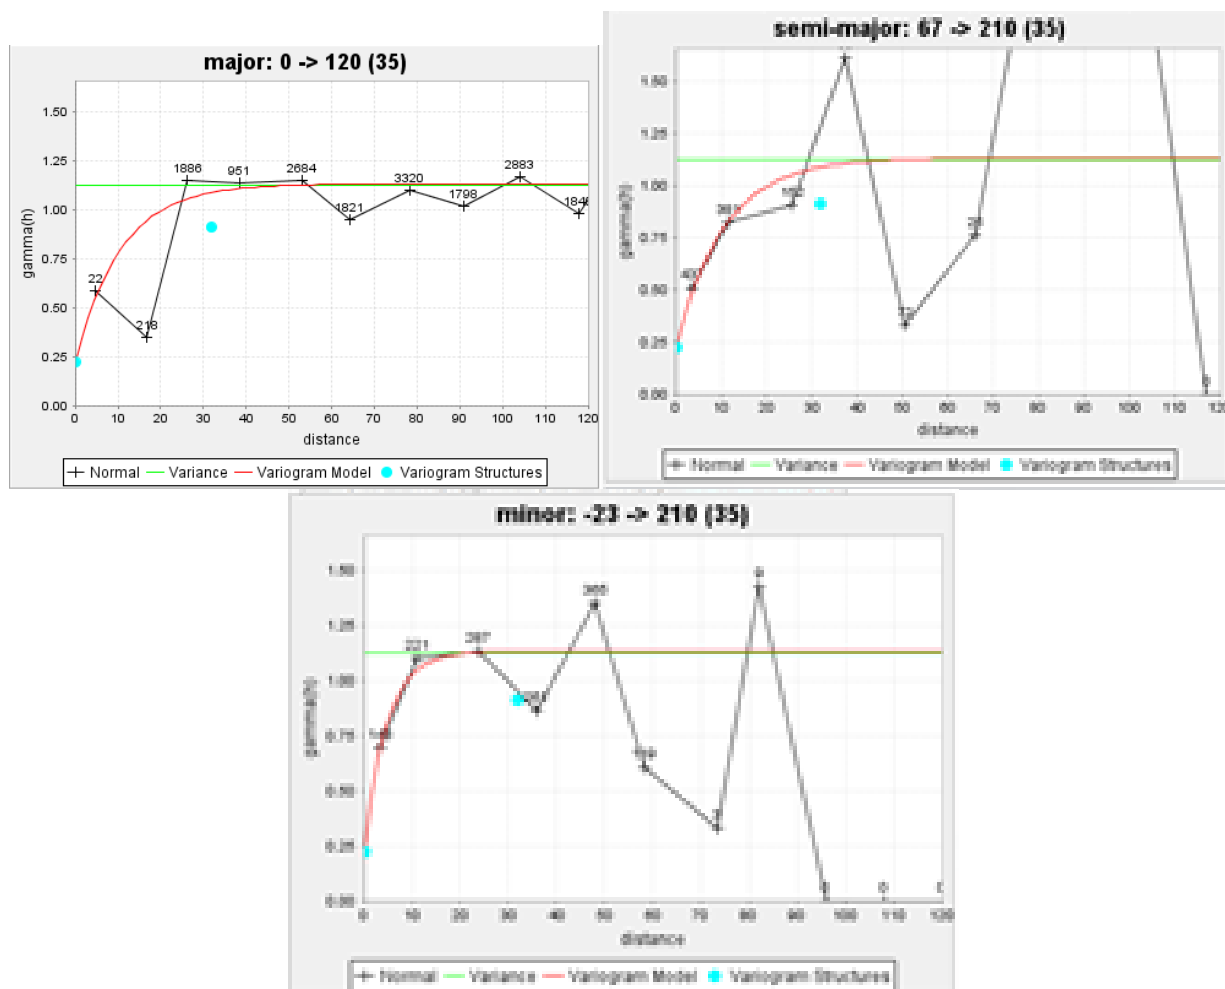 major: 0 -> 120 (35)
gamma(h)
1.50
1.25
1.00
0.75
0.50
0.25
0.00
22
218
1886
951
2684
1821
3320
1798
2883
0 10 20 30 40 50 60 70 80 90 100 110 120
distance
Normal Variance Variogram Model Variogram Structures
semi-major: 67 -> 210 (35)
gamma(h)
1.50
1.25
1.00
0.75
0.50
0.25
0.00
0 10 20 30 40 50 60 70 80 90 100 110
distance
Normal Variance Variogram Model Variogram Structures
minor: -23 -> 210 (35)
gamma(h)
1.50
1.25
1.00
0.75
0.50
0.25
0.00
221
387
365
0 10 20 30 40 50 60 70 80 90 100 110 120
distance
Normal Variance Variogram Model Variogram Structures